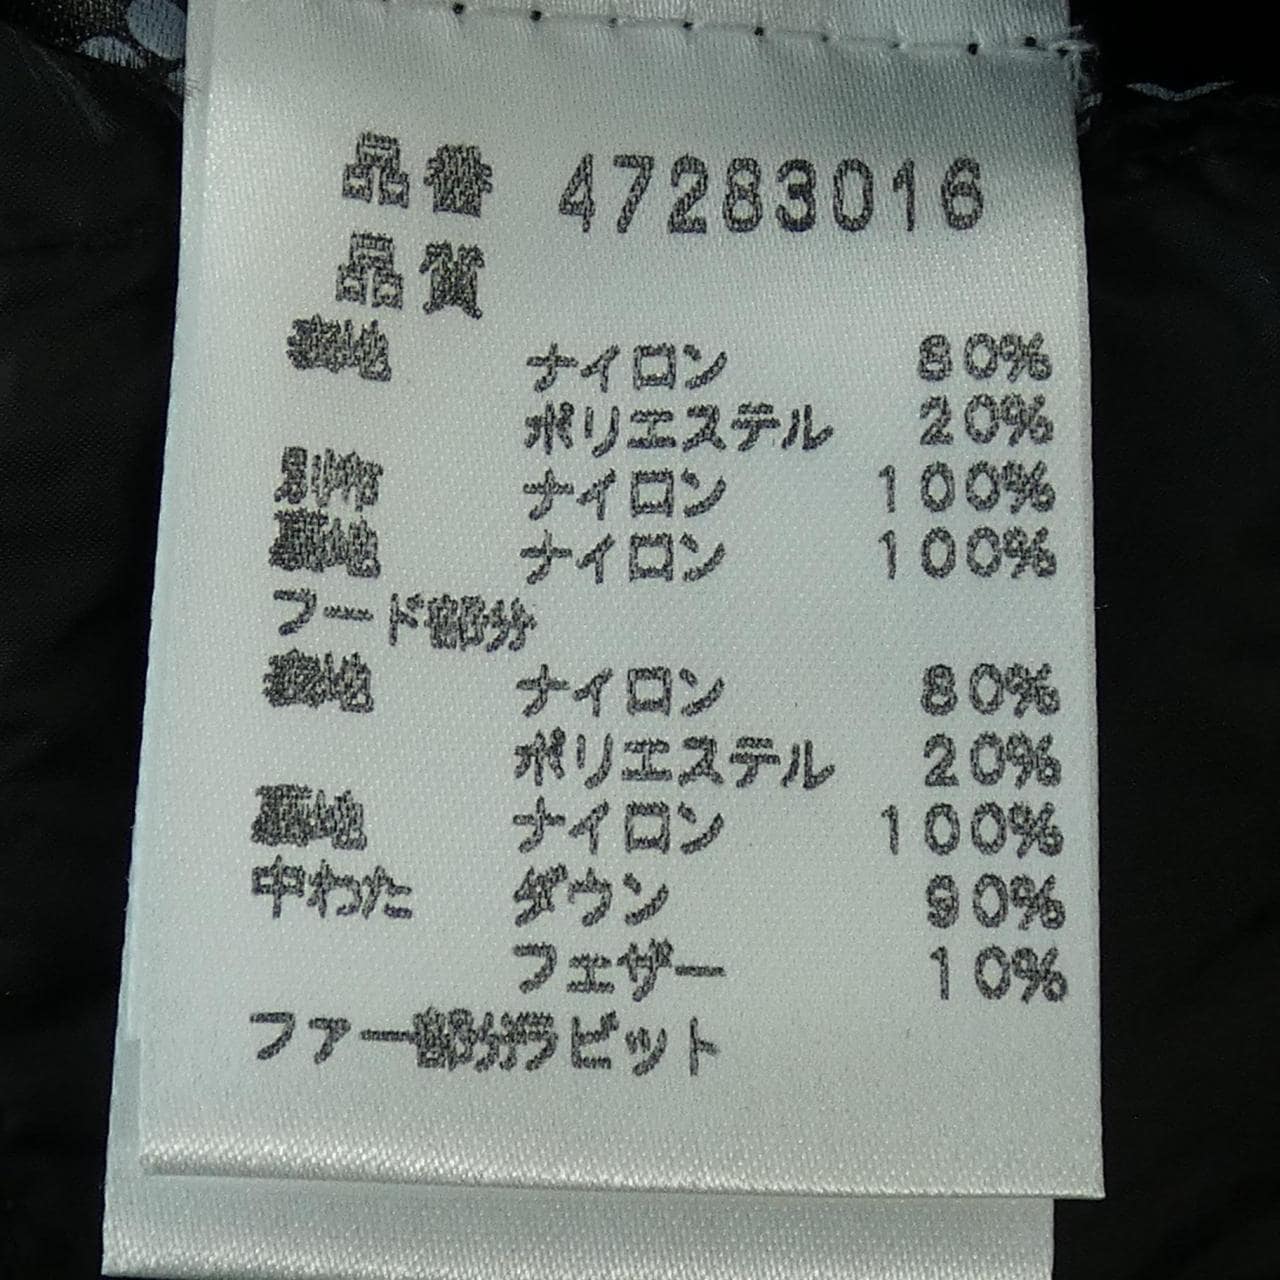 品番 47283016
品質
表地 ナイロン 80%
ポリエステル 20%
別布 ナイロン 100%
裏地 ナイロン 100%
フード部分
表地 ナイロン 80%
ポリエステル 20%
裏地 ナイロン 100%
中わた ダウン 90%
フェザー 10%
ファー部分ラビット